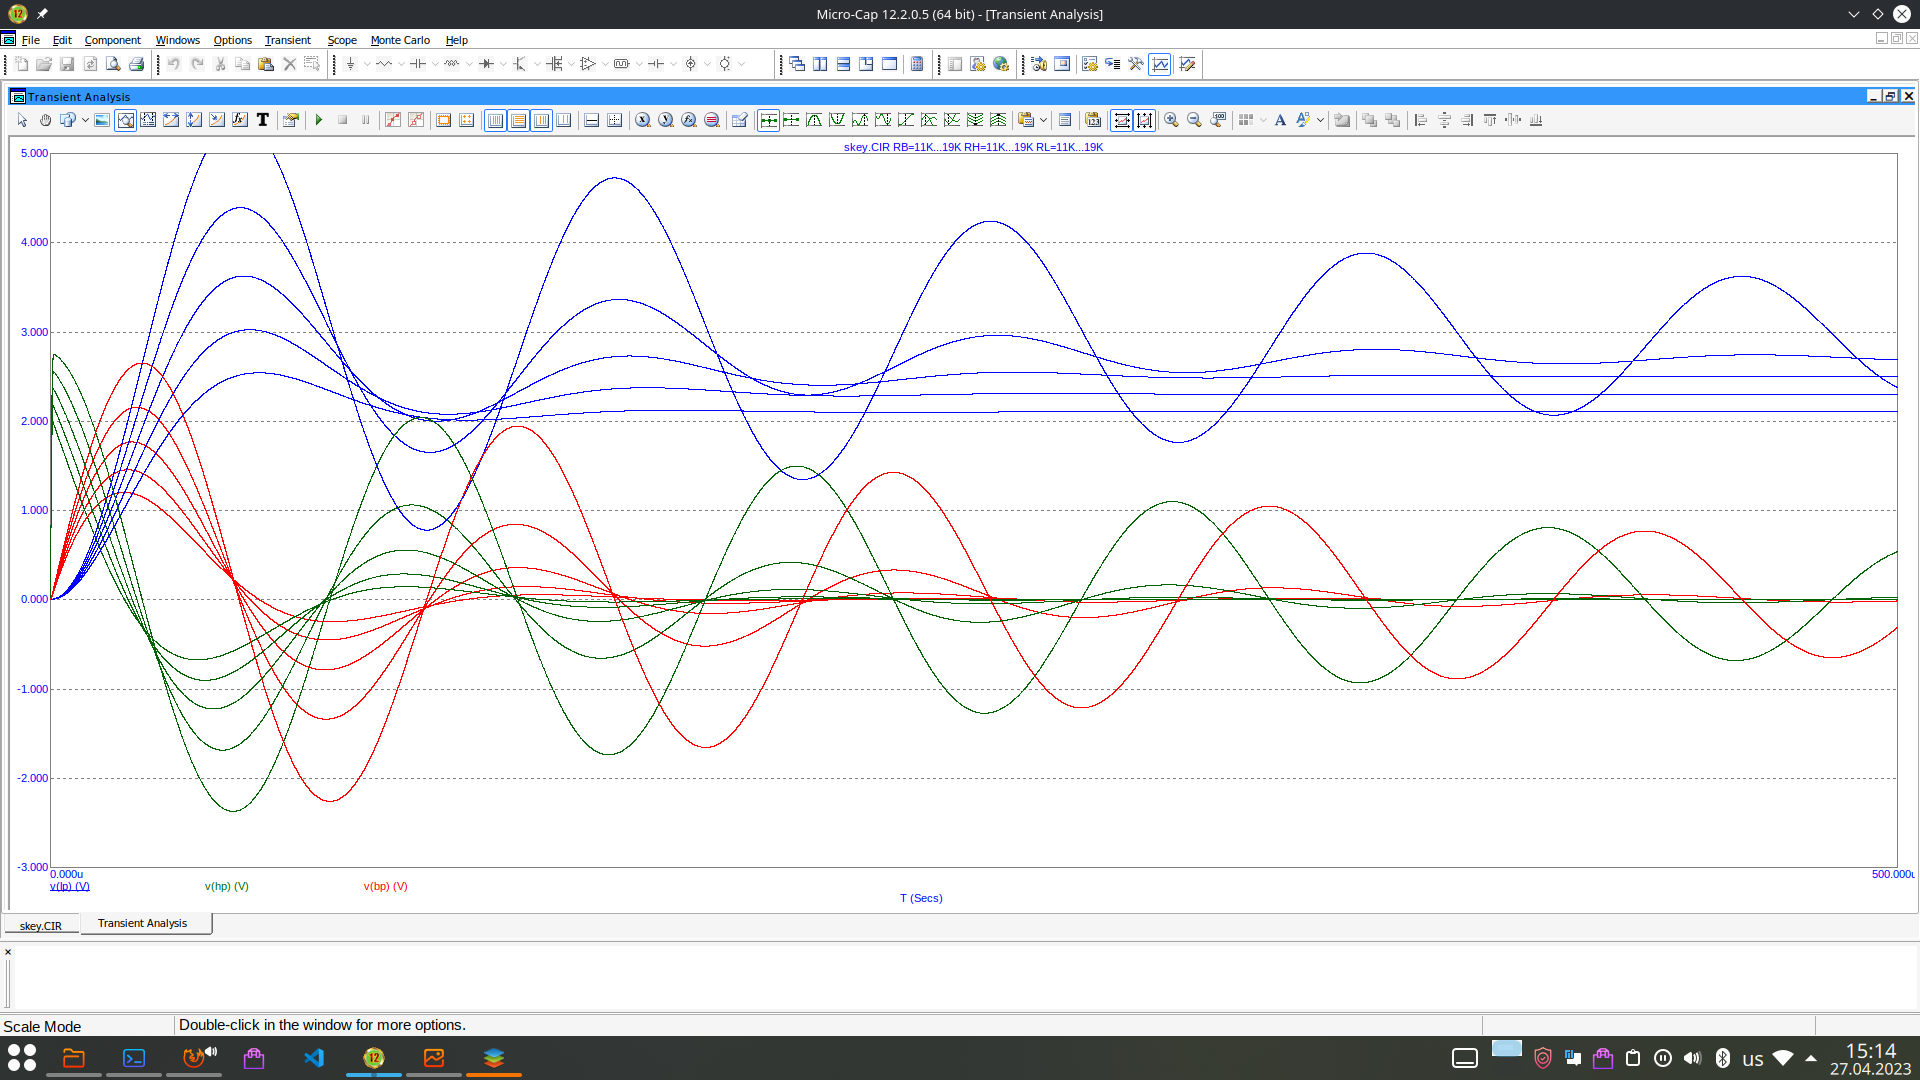 Micro-Cap 12.2.0.5 (64 bit) - [Transient Analysis]
File Edit Component Windows Options Transient Scope Monte Carlo Help
Transient Analysis
skey.CIR RB=11K...19K RH=11K...19K RL=11K...19K
5.000
4.000
3.000
2.000
1.000
0.000
-1.000
-2.000
-3.000
0.000u 500.000u
v(lp) (V) v(hp) (V) v(bp) (V)
T (Secs)
skey.CIR Transient Analysis
Scale Mode Double-click in the window for more options.
12 us 15:14
27.04.2023